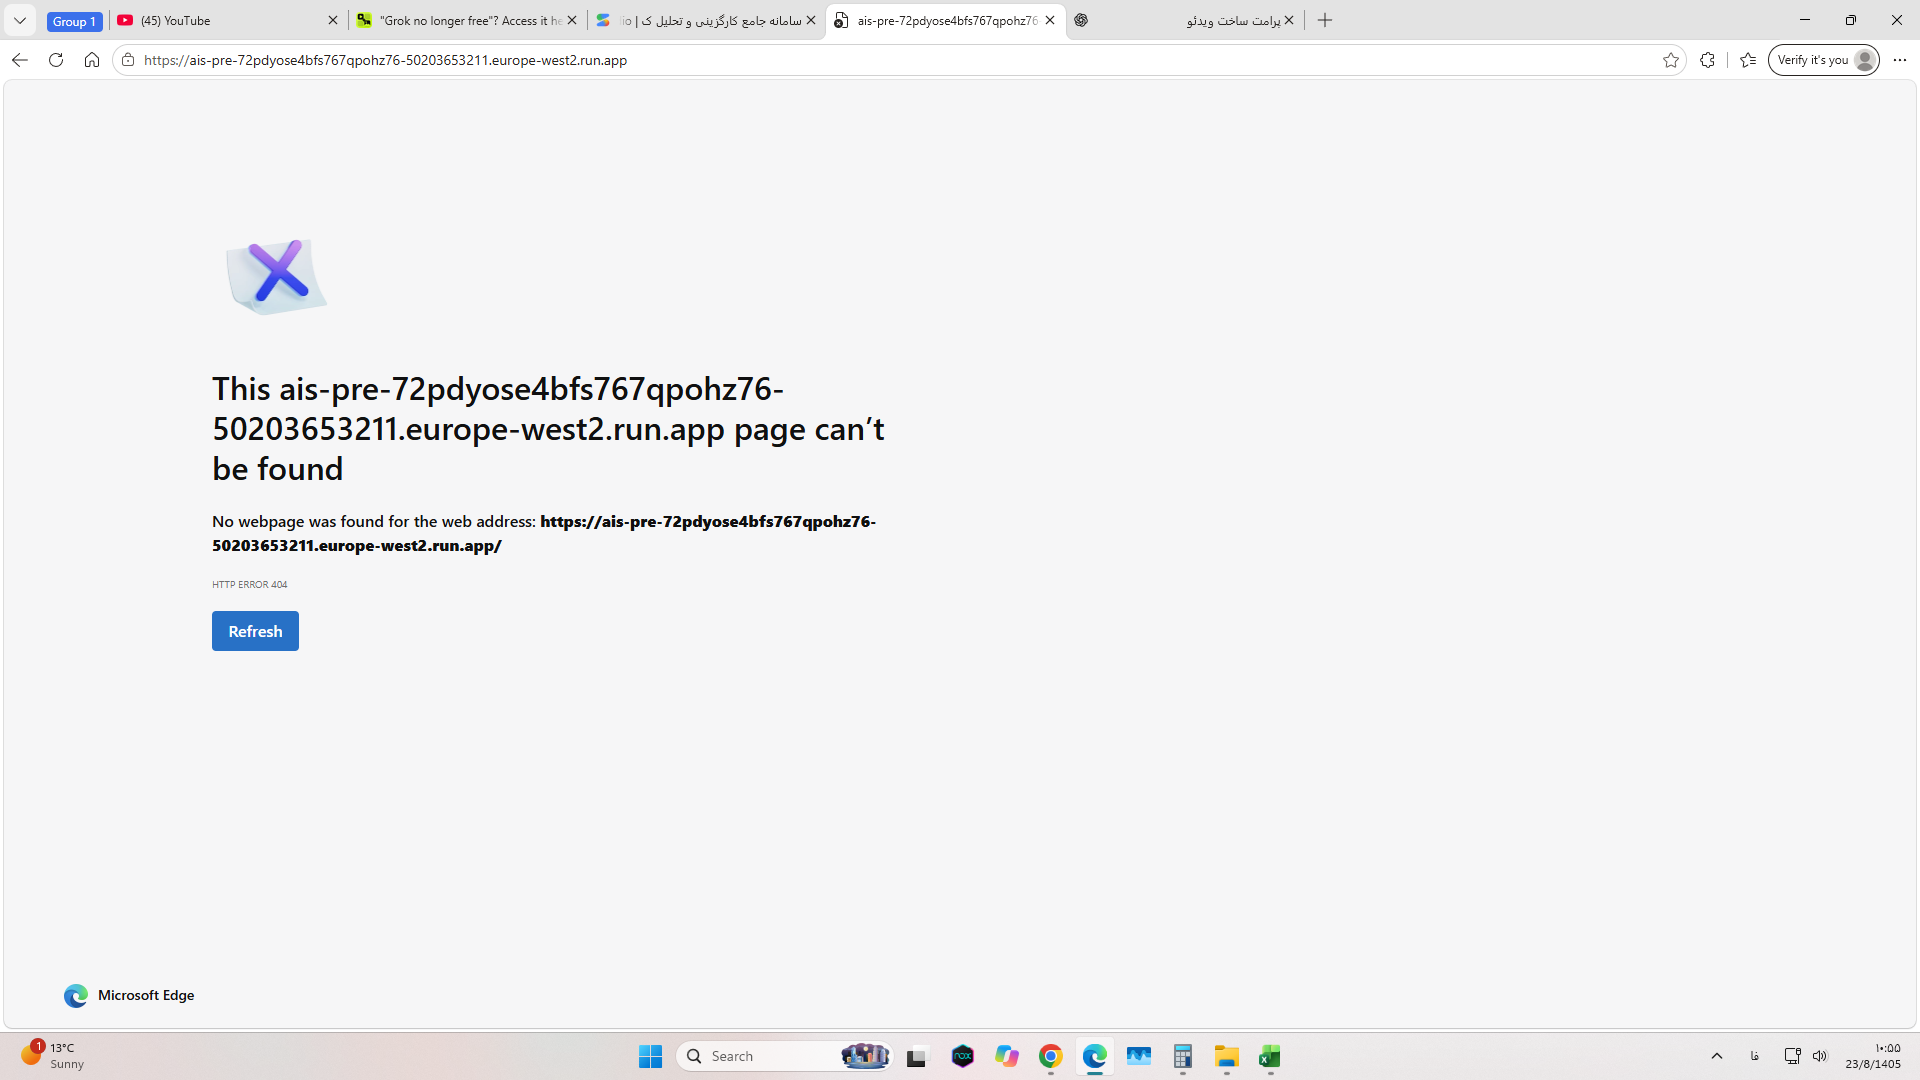 Group 1
(45) YouTube
"Grok no longer free"? Access it he
سامانه جامع کارگزینی و تحلیل ک | io
ais-pre-72pdyose4bfs767qpohz76-
پرامت ساخت ویدئو
https://ais-pre-72pdyose4bfs767qpohz76-50203653211.europe-west2.run.app
Verify it's you
This ais-pre-72pdyose4bfs767qpohz76-
50203653211.europe-west2.run.app page can’t
be found
No webpage was found for the web address: https://ais-pre-72pdyose4bfs767qpohz76-
50203653211.europe-west2.run.app/
HTTP ERROR 404
Refresh
Microsoft Edge
1
13°C
Sunny
Search
nox
فا
۱۰:۵۵
23/8/1405